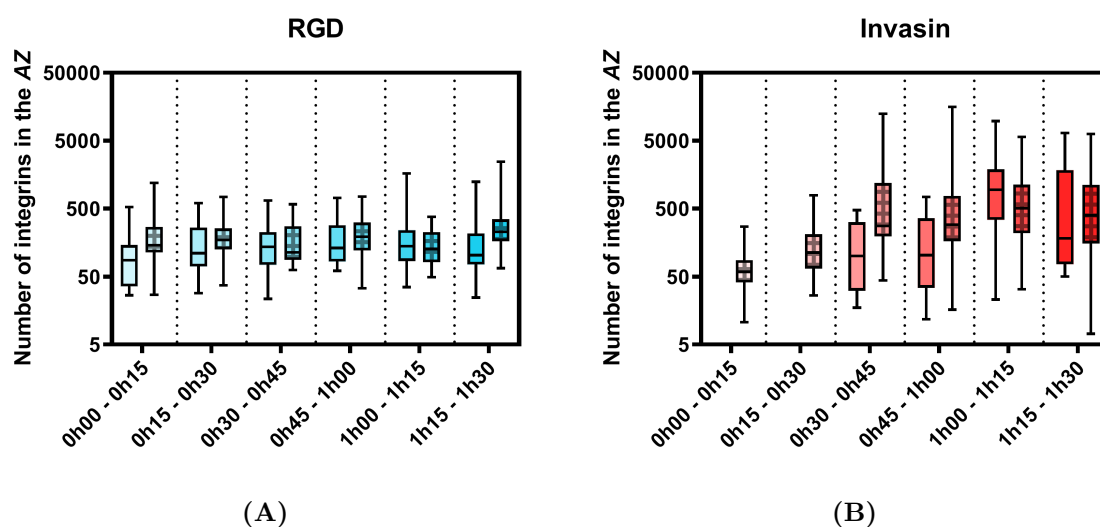 RGD
Number of integrins in the AZ
50000
5000
500
50
5
0h00 - 0h15
0h15 - 0h30
0h30 - 0h45
0h45 - 1h00
1h00 - 1h15
1h15 - 1h30
(A)
Invasin
Number of integrins in the AZ
50000
5000
500
50
5
0h00 - 0h15
0h15 - 0h30
0h30 - 0h45
0h45 - 1h00
1h00 - 1h15
1h15 - 1h30
(B)